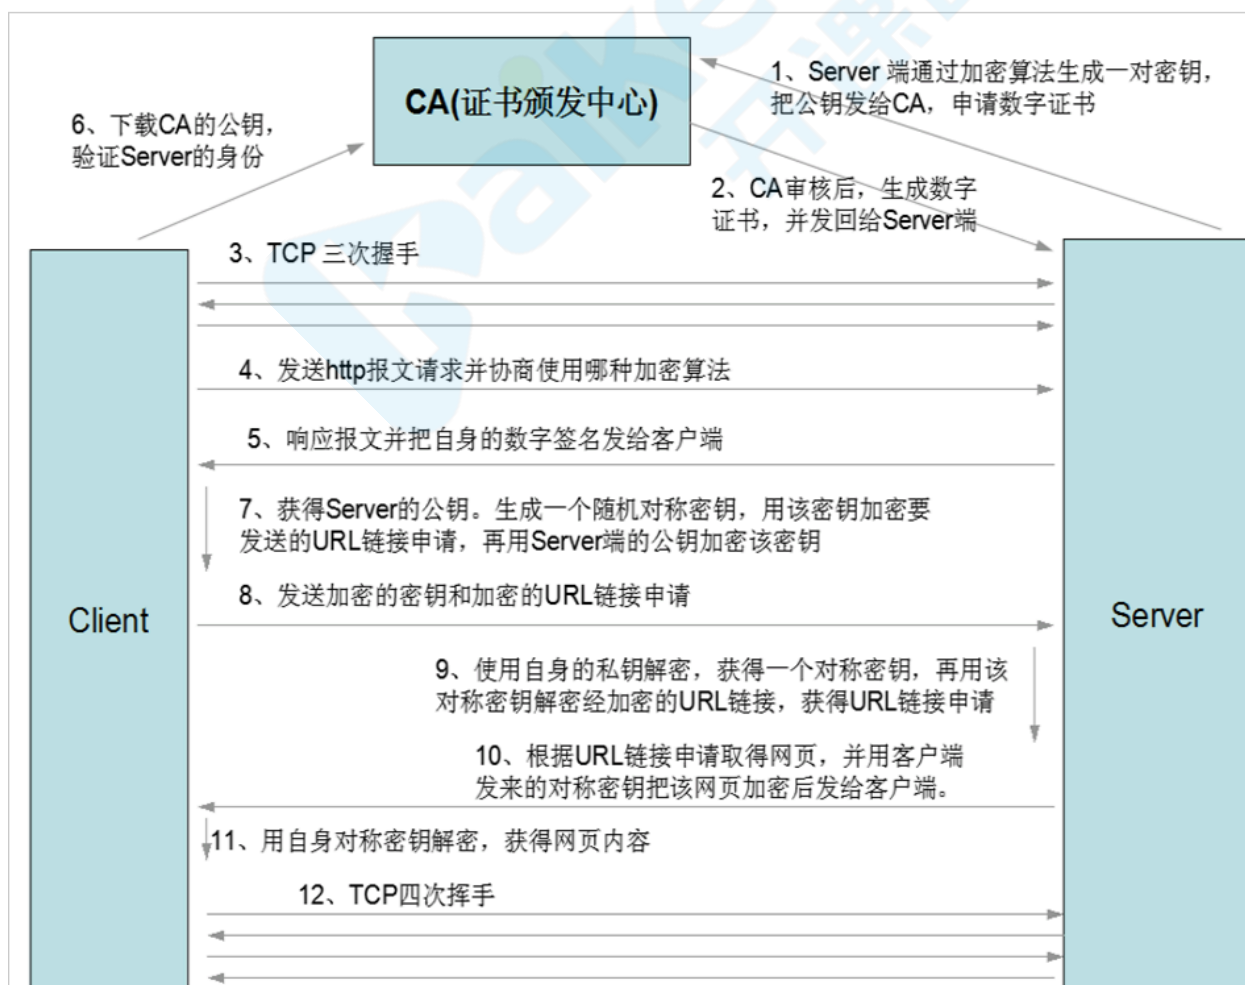 CA(证书颁发中心)
1、Server 端通过加密算法生成一对密钥，
把公钥发给CA，申请数字证书
6、下载CA的公钥，
验证Server的身份
2、CA审核后，生成数字
证书，并发回给Server端
3、TCP 三次握手
4、发送http报文请求并协商使用哪种加密算法
5、响应报文并把自身的数字签名发给客户端
7、获得Server的公钥。生成一个随机对称密钥，用该密钥加密要
发送的URL链接申请，再用Server端的公钥加密该密钥
8、发送加密的密钥和加密的URL链接申请
Client
Server
9、使用自身的私钥解密，获得一个对称密钥，再用该
对称密钥解密经加密的URL链接，获得URL链接申请
10、根据URL链接申请取得网页，并用客户端
发来的对称密钥把该网页加密后发给客户端。
11、用自身对称密钥解密，获得网页内容
12、TCP四次挥手